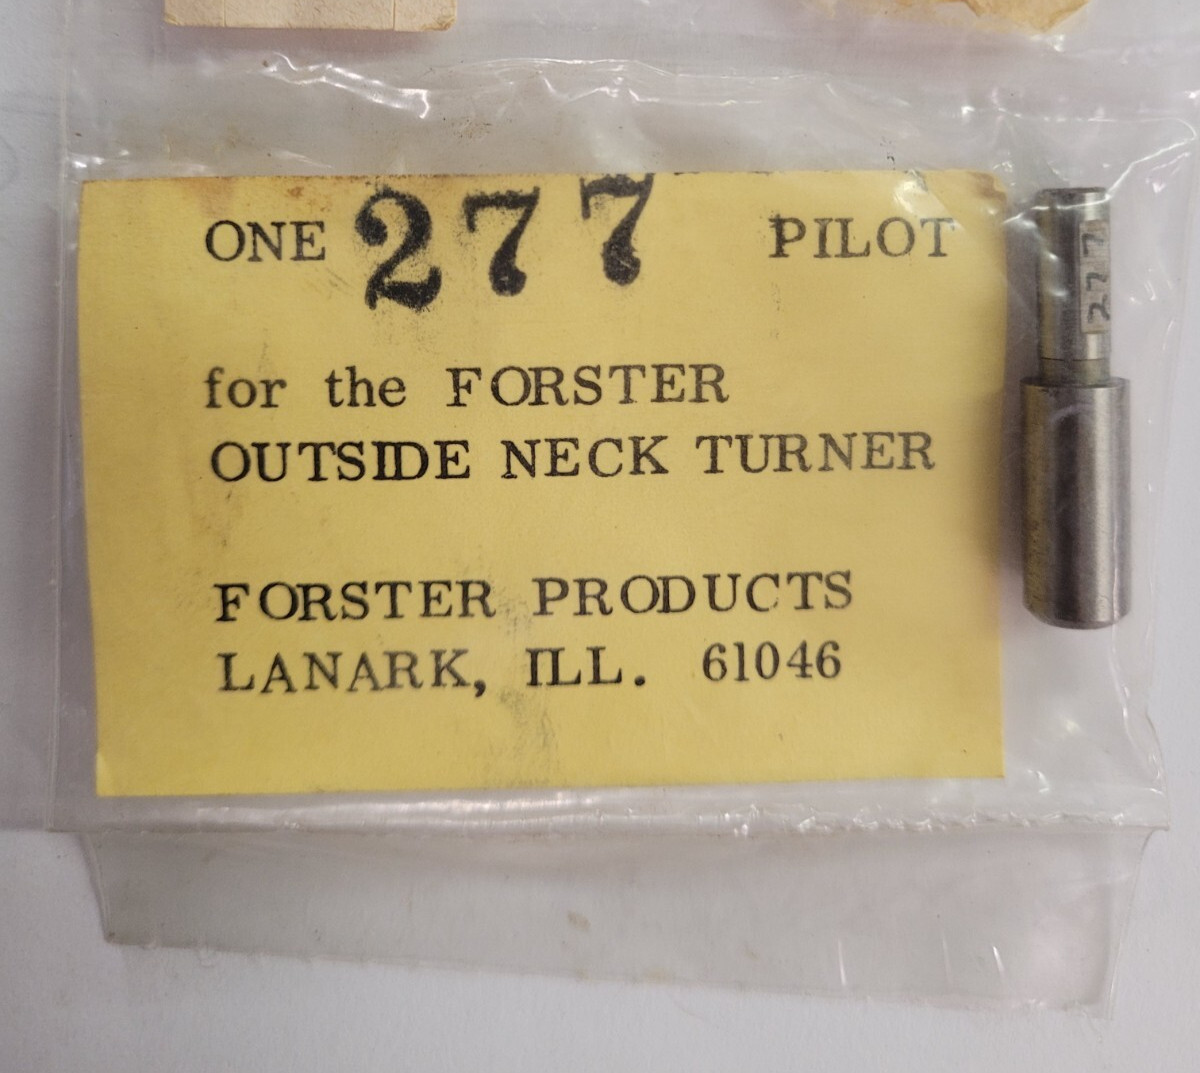 ONE 277 PILOT
for the FORSTER
OUTSIDE NECK TURNER
FORSTER PRODUCTS
LANARK, ILL. 61046
277